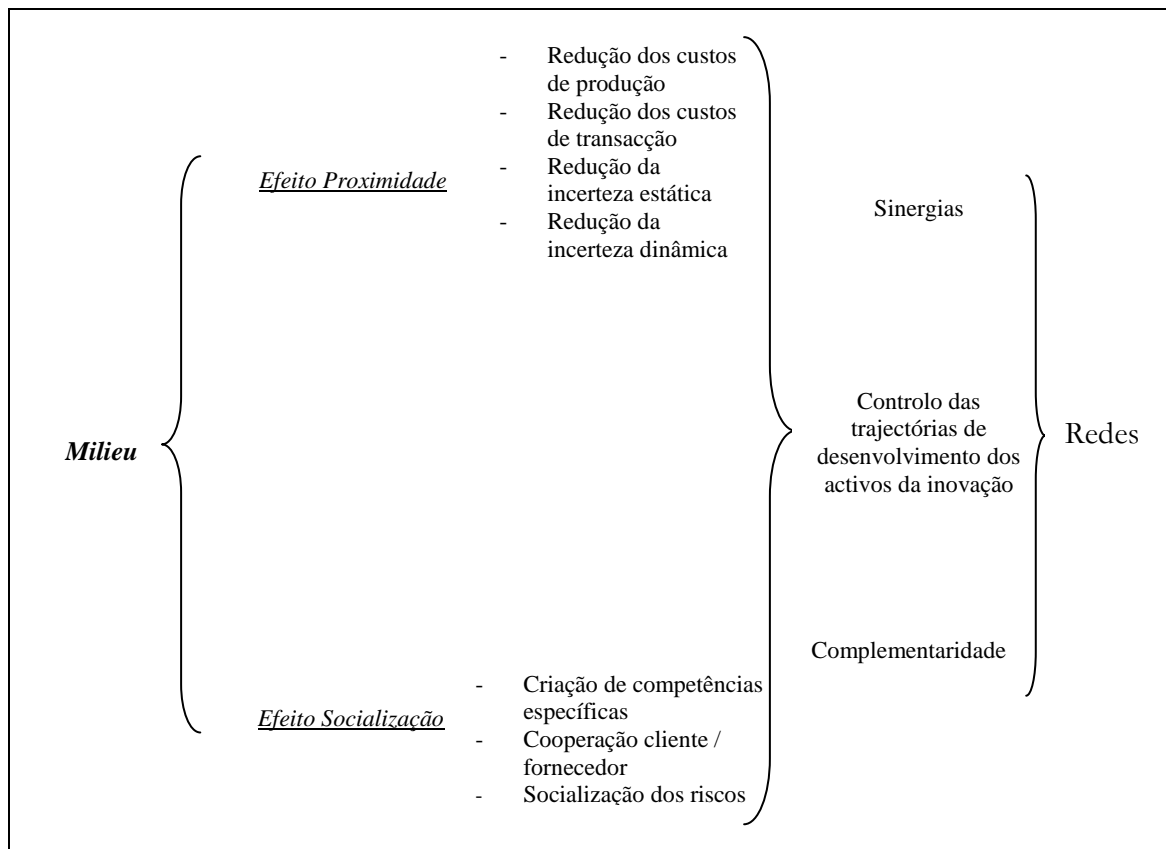 Milieu
Efeito Proximidade
- Redução dos custos
de produção
- Redução dos custos
de transacção
- Redução da
incerteza estática
- Redução da
incerteza dinâmica
Efeito Socialização
- Criação de competências
específicas
- Cooperação cliente /
fornecedor
- Socialização dos riscos
Sinergias
Controlo das
trajectórias de
desenvolvimento dos
activos da inovação
Complementaridade
Redes